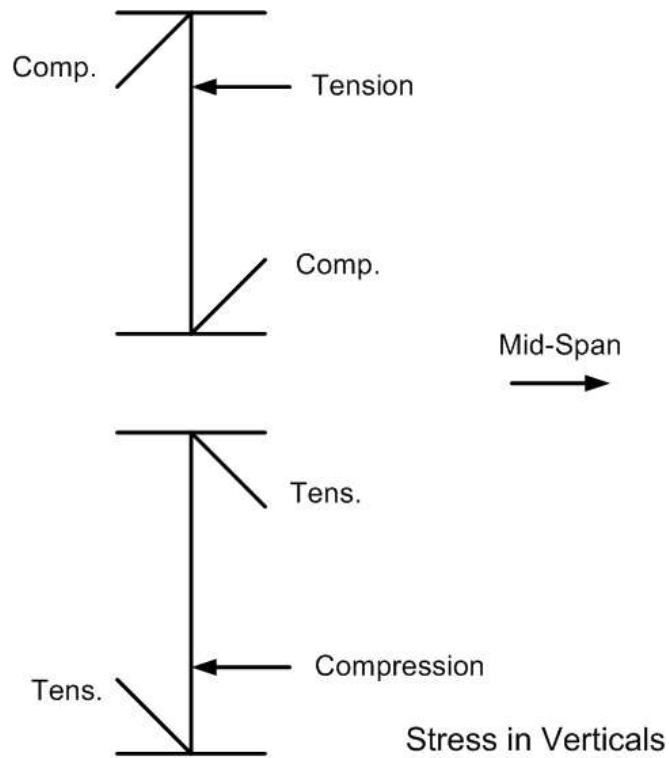 Comp.
Tension
Comp.
Mid-Span
Tens.
Compression
Tens.
Stress in Verticals